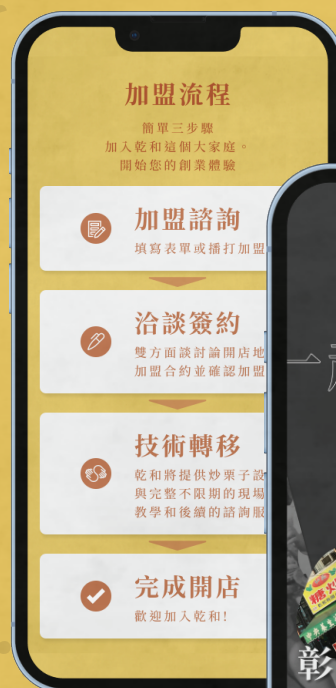 加盟流程
簡單三步驟
加入乾和這個大家庭。
開始您的創業體驗
加盟諮詢
填寫表單或播打加盟
洽談簽約
雙方面談討論開店地
加盟合約並確認加盟
技術轉移
乾和將提供炒栗子設
與完整不限期的現場
教學和後續的諮詢服
完成開店
歡迎加入乾和!
一
糖炒
彰